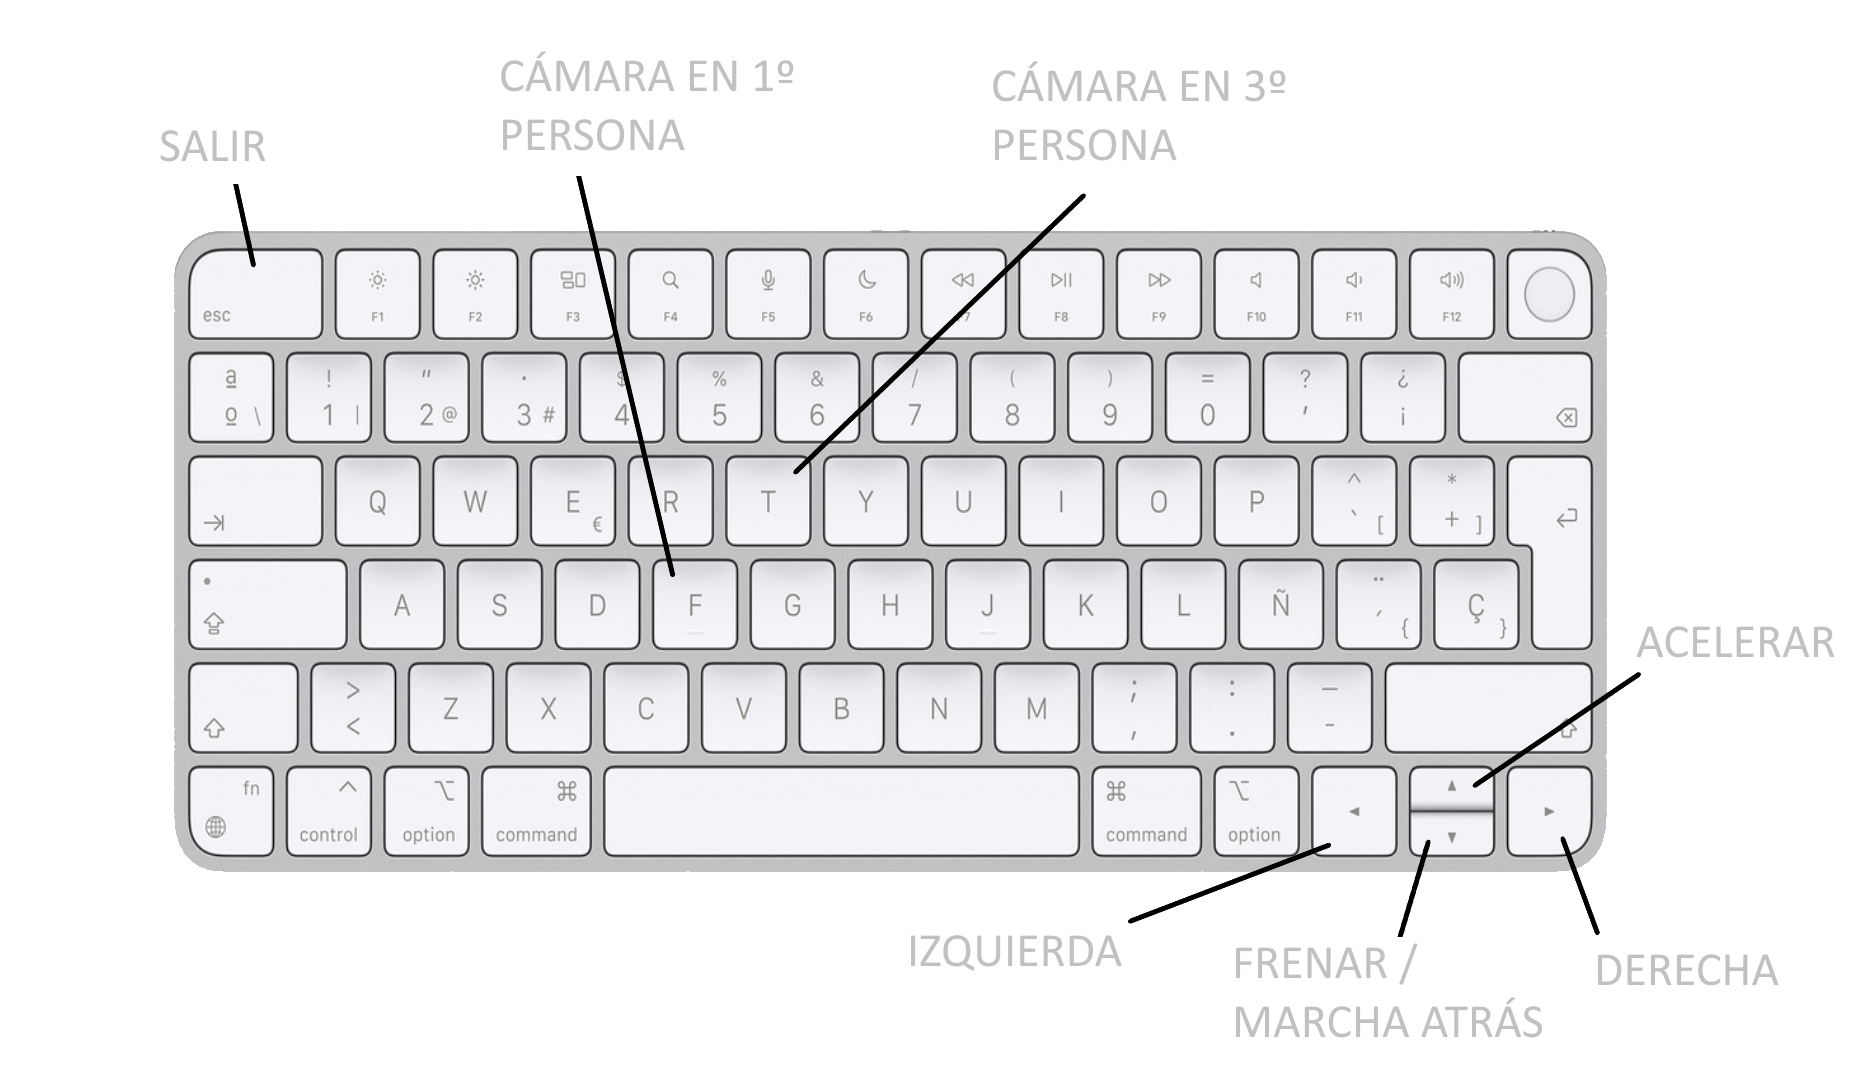 CÁMARA EN 1º
PERSONA
CÁMARA EN 3º
PERSONA
SALIR
esc F1 F2 F3 F4 F5 F6 F7 F8 F9 F10 F11 F12
ª ! " · $ % & / ( ) = ? ¿
º \ 1 | 2 @ 3 # 4 5 6 7 8 9 0 ' ¡
Q W E € R T Y U I O P ^ ` [ * + ]
A S D F G H J K L Ñ ¨ ´ { Ç }
> < Z X C V B N M ; , : . _ -
fn control option command command option
ACELERAR
IZQUIERDA
FRENAR /
MARCHA ATRÁS
DERECHA